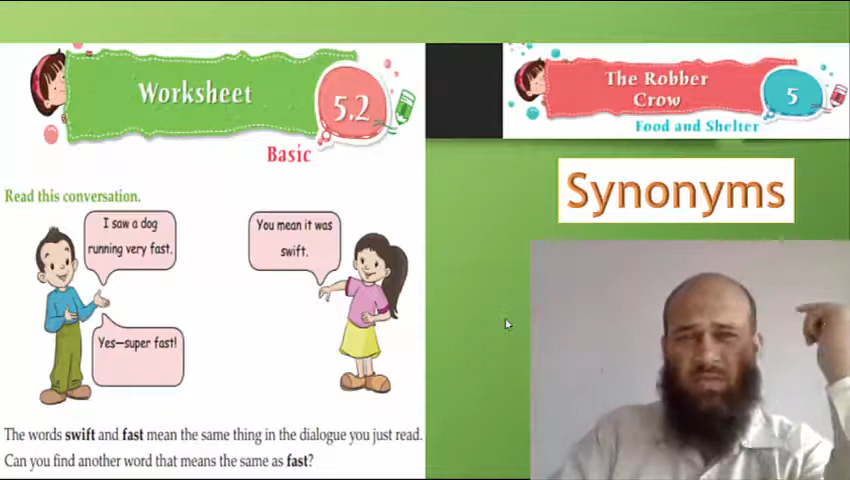 Worksheet
5.2
Basic
Read this conversation.
I saw a dog
running very fast.
You mean it was
swift.
Yes—super fast!
The words swift and fast mean the same thing in the dialogue you just read.
Can you find another word that means the same as fast?
The Robber
Crow
5
Food and Shelter
Synonyms